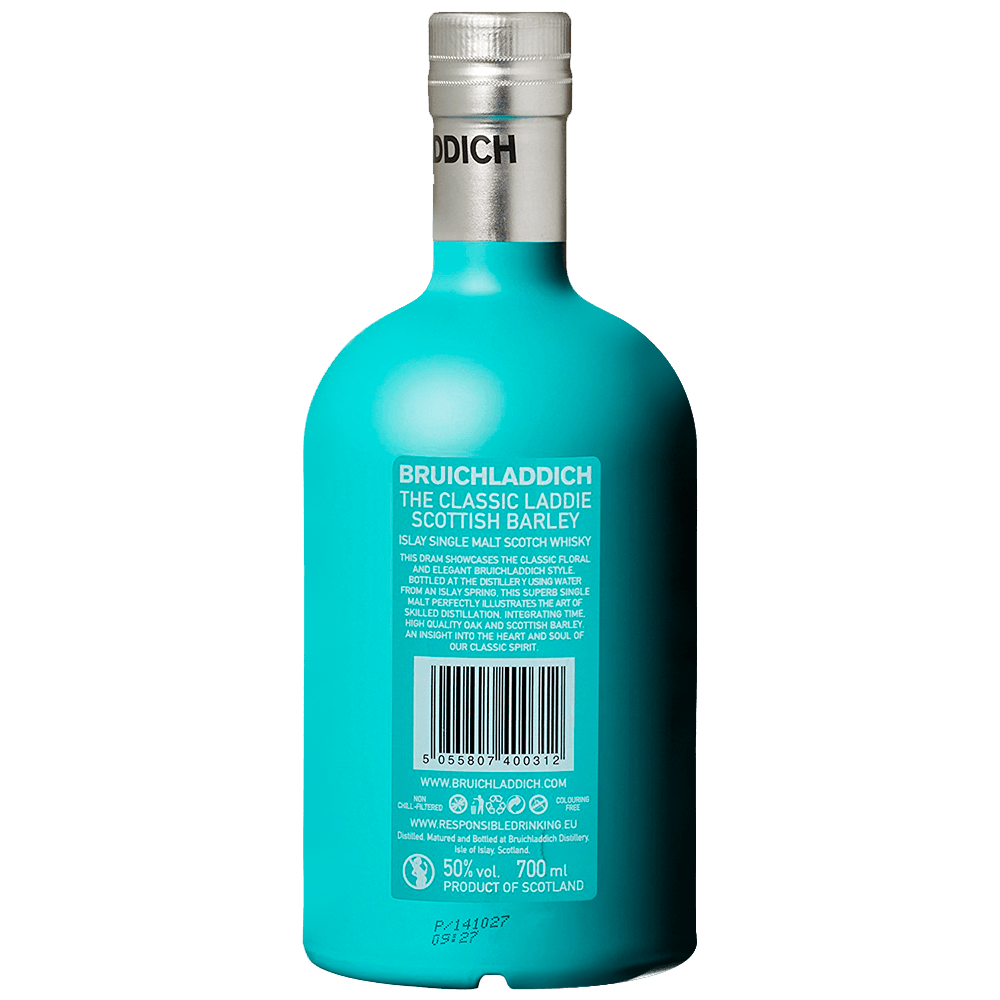 DDICH
BRUICHLADDICH
THE CLASSIC LADDIE
SCOTTISH BARLEY
ISLAY SINGLE MALT SCOTCH WHISKY
THIS DRAM SHOWCASES THE CLASSIC FLORAL
AND ELEGANT BRUICHLADDICH STYLE.
BOTTLED AT THE DISTILLERY USING WATER
FROM AN ISLAY SPRING, THIS SUPERB SINGLE
MALT PERFECTLY ILLUSTRATES THE ART OF
SKILLED DISTILLATION, INTEGRATING TIME,
HIGH QUALITY OAK AND SCOTTISH BARLEY.
AN INSIGHT INTO THE HEART AND SOUL OF
OUR CLASSIC SPIRIT.
5 055807 400312
WWW.BRUICHLADDICH.COM
NON
CHILL-FILTERED
COLOURING
FREE
WWW.RESPONSIBLEDRINKING.EU
Distilled, Matured and Bottled at Bruichladdich Distillery,
Isle of Islay, Scotland.
50% vol. 700 ml
PRODUCT OF SCOTLAND
P/141027
09:27